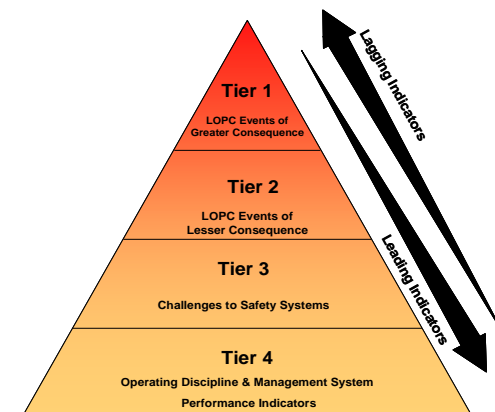 Tier 1
LOPC Events of
Greater Consequence
Tier 2
LOPC Events of
Lesser Consequence
Tier 3
Challenges to Safety Systems
Tier 4
Operating Discipline & Management System
Performance Indicators
Lagging Indicators
Leading Indicators